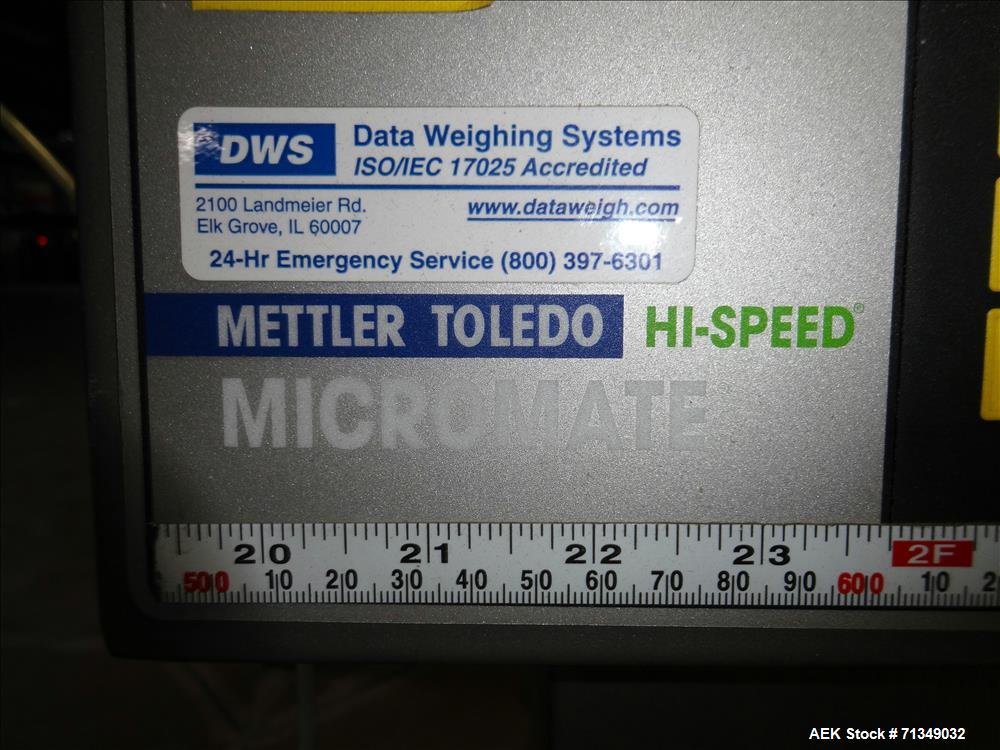 DWS Data Weighing Systems
ISO/IEC 17025 Accredited
2100 Landmeier Rd. www.dataweigh.com
Elk Grove, IL 60007
24-Hr Emergency Service (800) 397-6301
METTLER TOLEDO HI-SPEED®
MICROMATE
20 21 22 23 2F
500 10 20 30 40 50 60 70 80 90 600 10 2
AEK Stock # 71349032